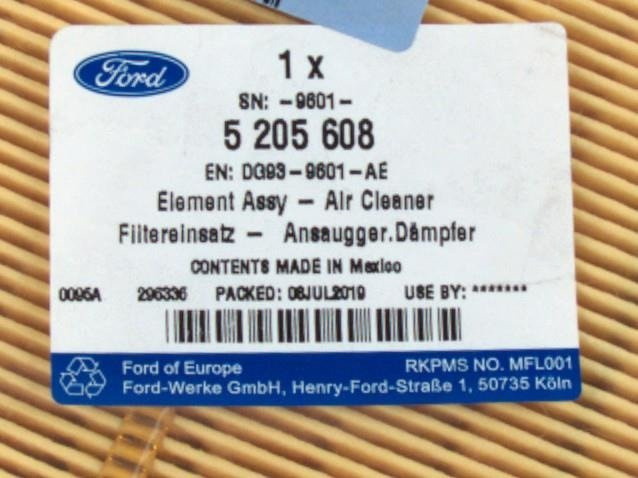 Ford
1 x
SN: -9601-
5 205 608
EN: DG93-9601-AE
Element Assy - Air Cleaner
Filtereinsatz - Ansaugger.Dämpfer
CONTENTS MADE IN Mexico
0095A 296336 PACKED: 08JUL2019 USE BY: *******
Ford of Europe RKPMS NO. MFL001
Ford-Werke GmbH, Henry-Ford-Straße 1, 50735 Köln